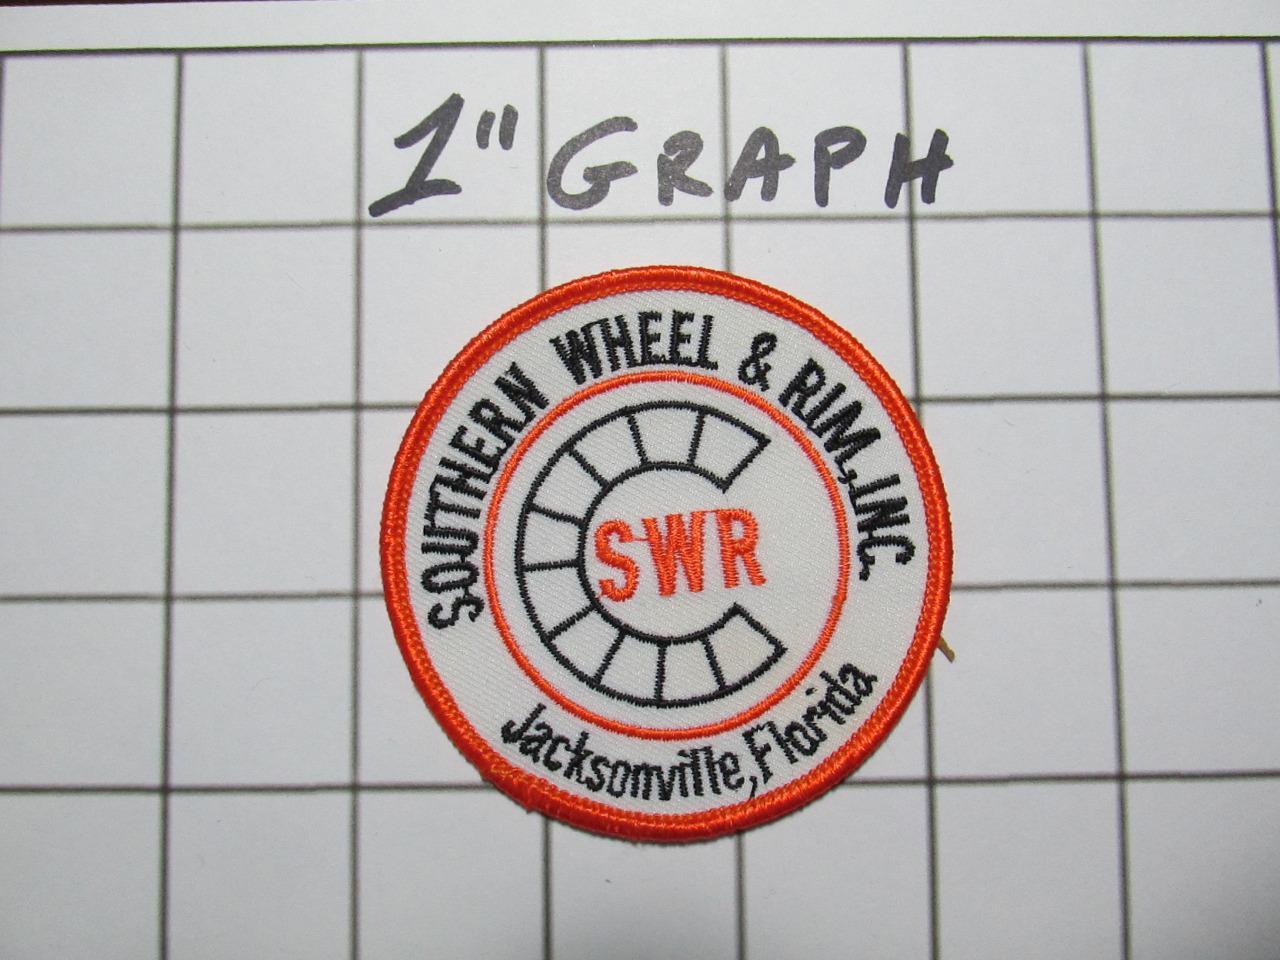 1" GRAPH
SOUTHERN WHEEL & RIM, INC.
SWR
Jacksonville, Florida